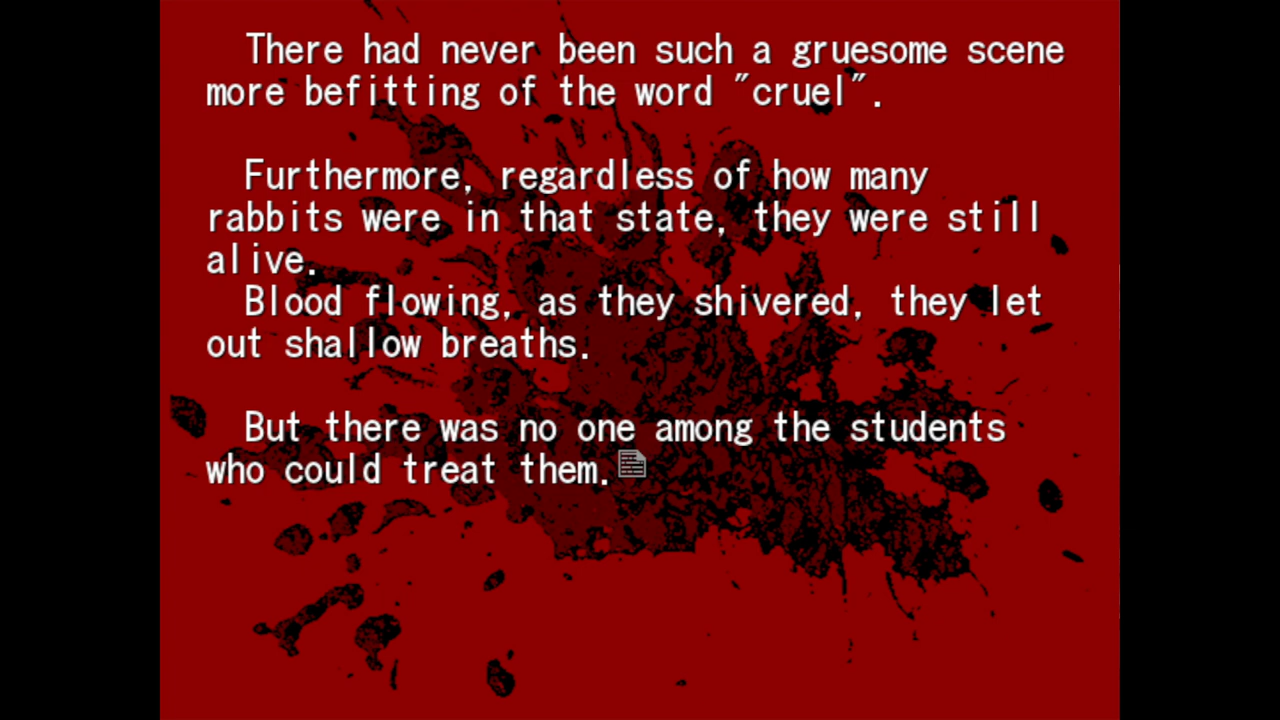 There had never been such a gruesome scene
more befitting of the word "cruel".
Furthermore, regardless of how many
rabbits were in that state, they were still
alive.
Blood flowing, as they shivered, they let
out shallow breaths.
But there was no one among the students
who could treat them.